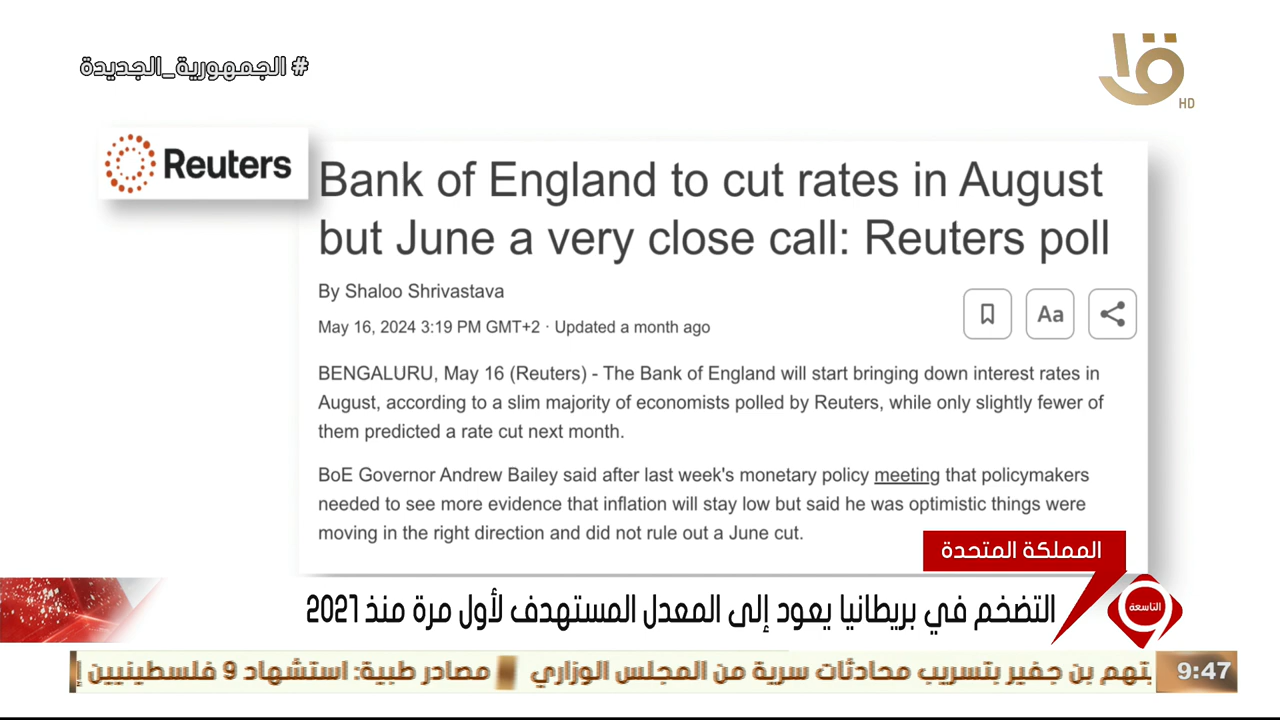 # الجمهورية_الجديدة
HD
Reuters
Bank of England to cut rates in August
but June a very close call: Reuters poll
By Shaloo Shrivastava
May 16, 2024 3:19 PM GMT+2 · Updated a month ago
Aa
BENGALURU, May 16 (Reuters) - The Bank of England will start bringing down interest rates in
August, according to a slim majority of economists polled by Reuters, while only slightly fewer of
them predicted a rate cut next month.
BoE Governor Andrew Bailey said after last week's monetary policy meeting that policymakers
needed to see more evidence that inflation will stay low but said he was optimistic things were
moving in the right direction and did not rule out a June cut.
المملكة المتحدة
التضخم في بريطانيا يعود إلى المعدل المستهدف لأول مرة منذ 2021
التاسعة
9:47
بن جفير بتسريب محادثات سرية من المجلس الوزاري
مصادر طبية: استشهاد 9 فلسطينيين